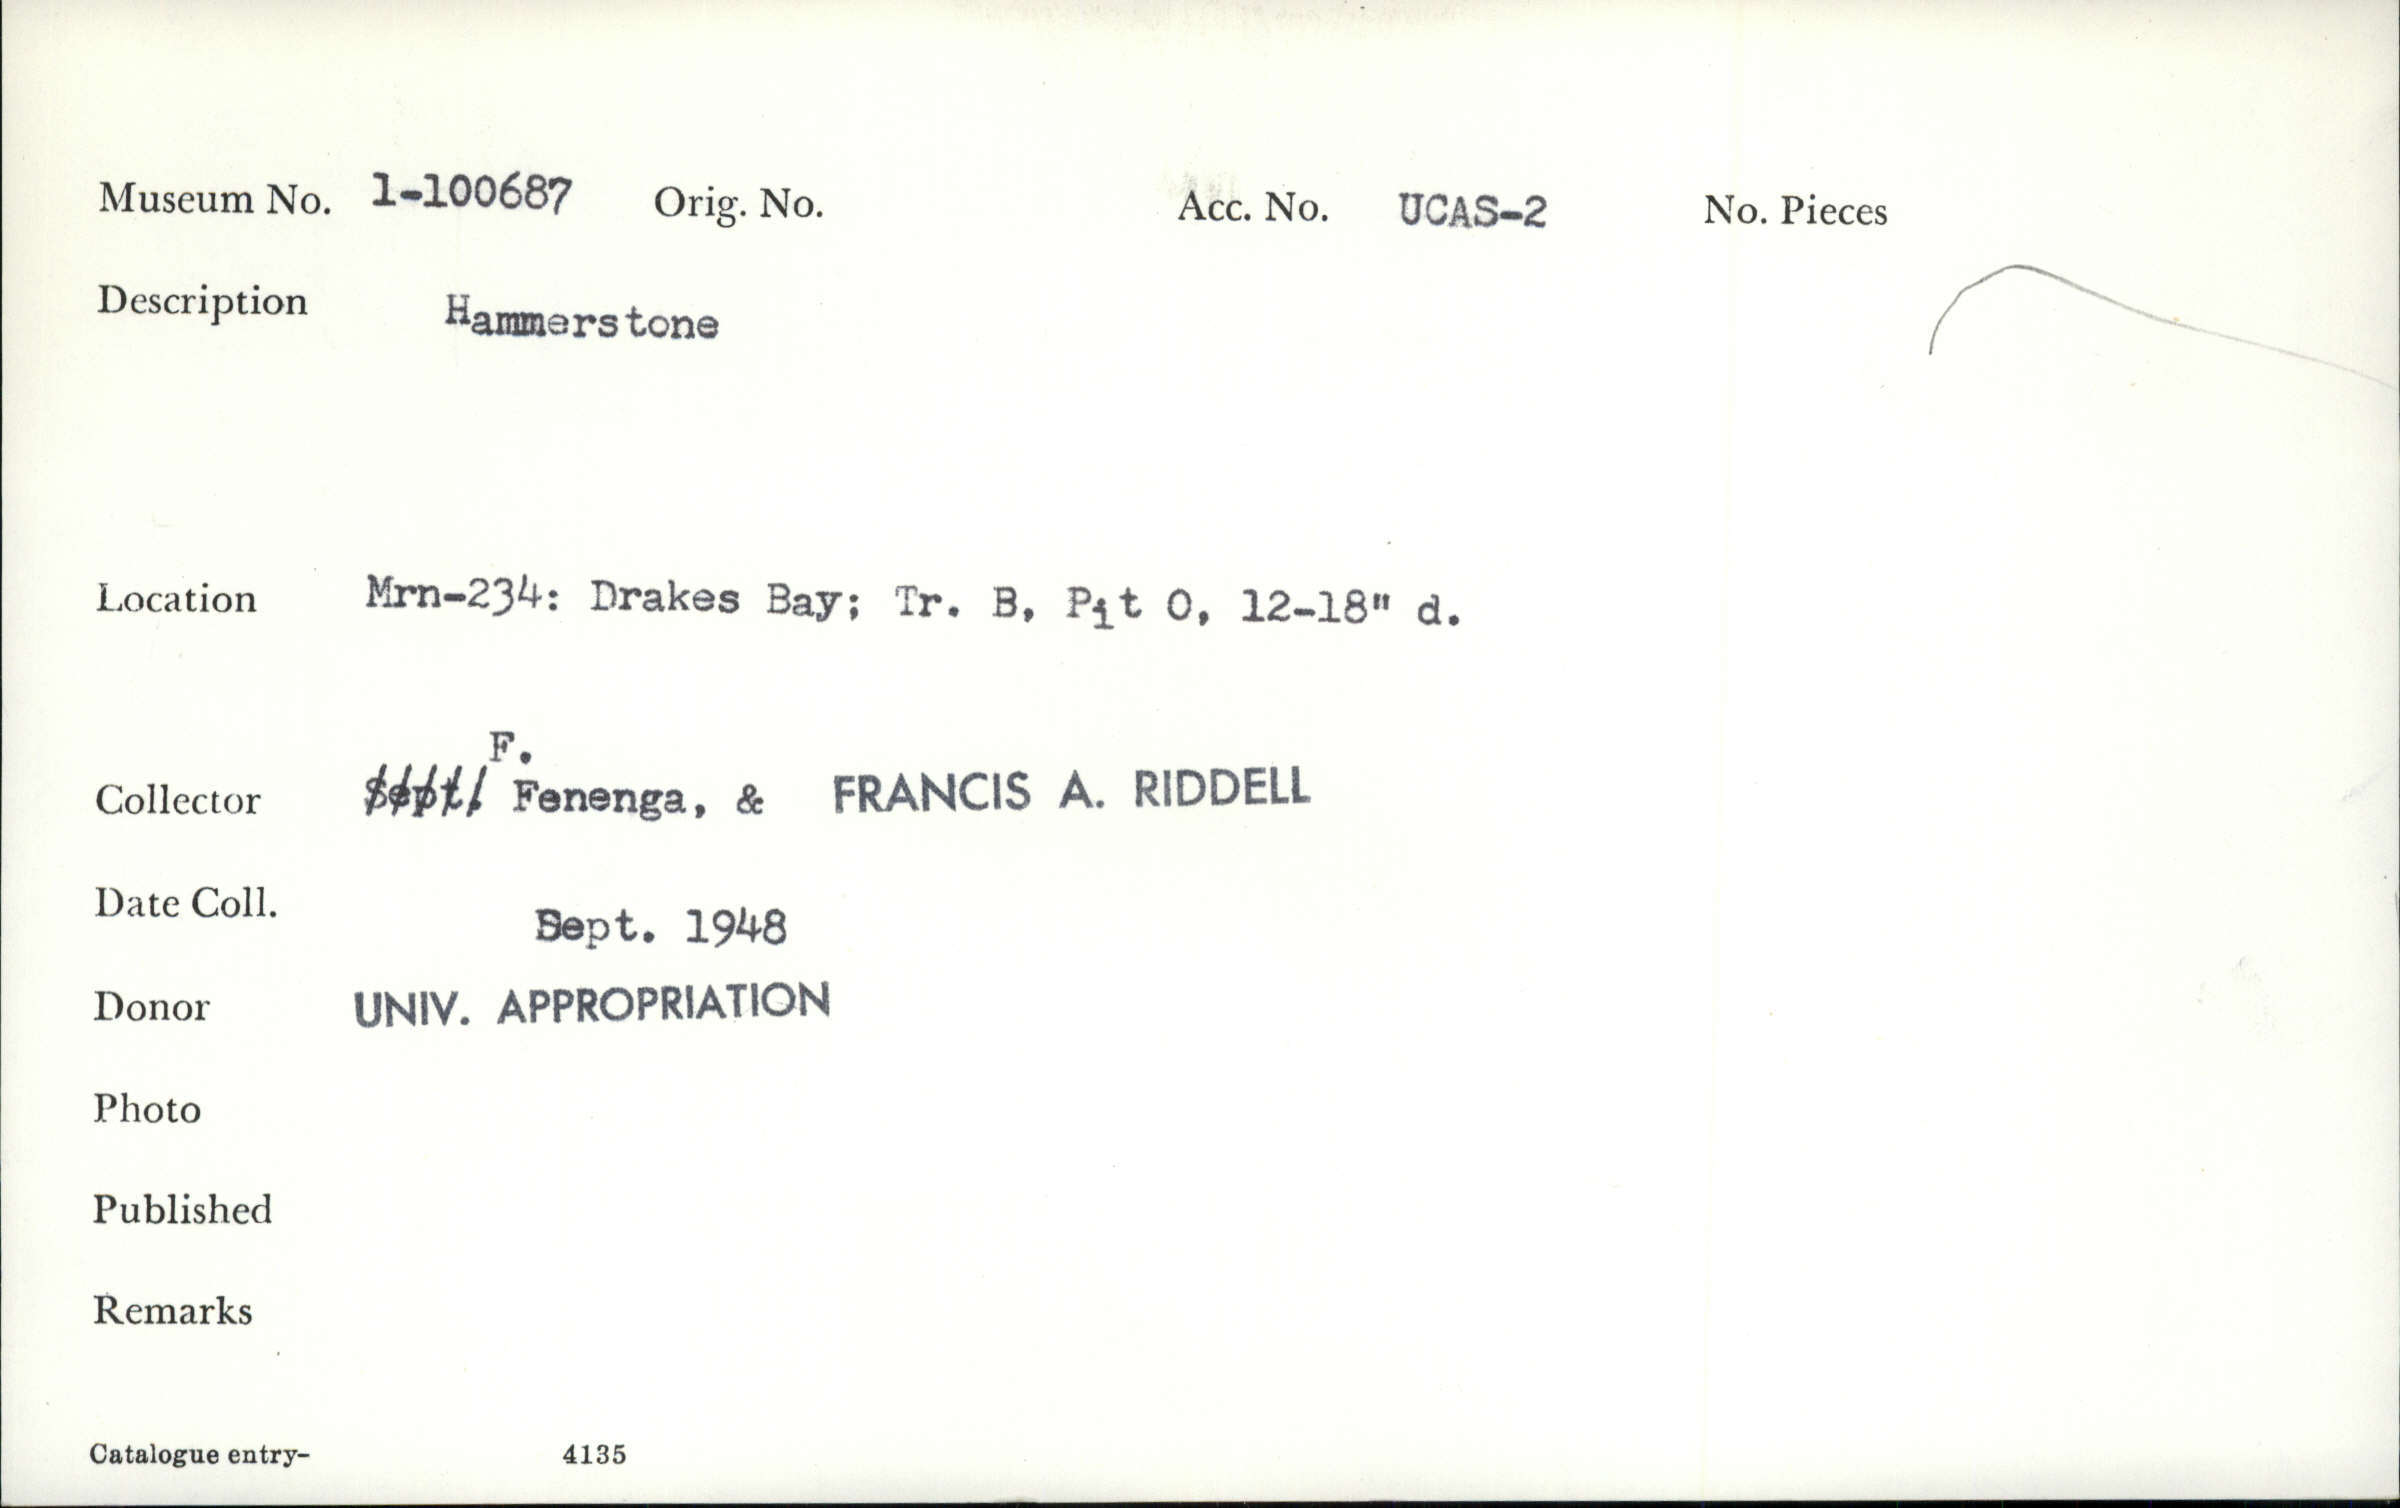 Museum No. 1-100687 Orig. No. Acc. No. UCAS-2 No. Pieces
Description Hammerstone
Location Mrn-234: Drakes Bay; Tr. B, Pit O, 12-18" d.
F.
Collector Sept. Fenenga, & FRANCIS A. RIDDELL
Date Coll. Sept. 1948
Donor UNIV. APPROPRIATION
Photo
Published
Remarks
Catalogue entry- 4135